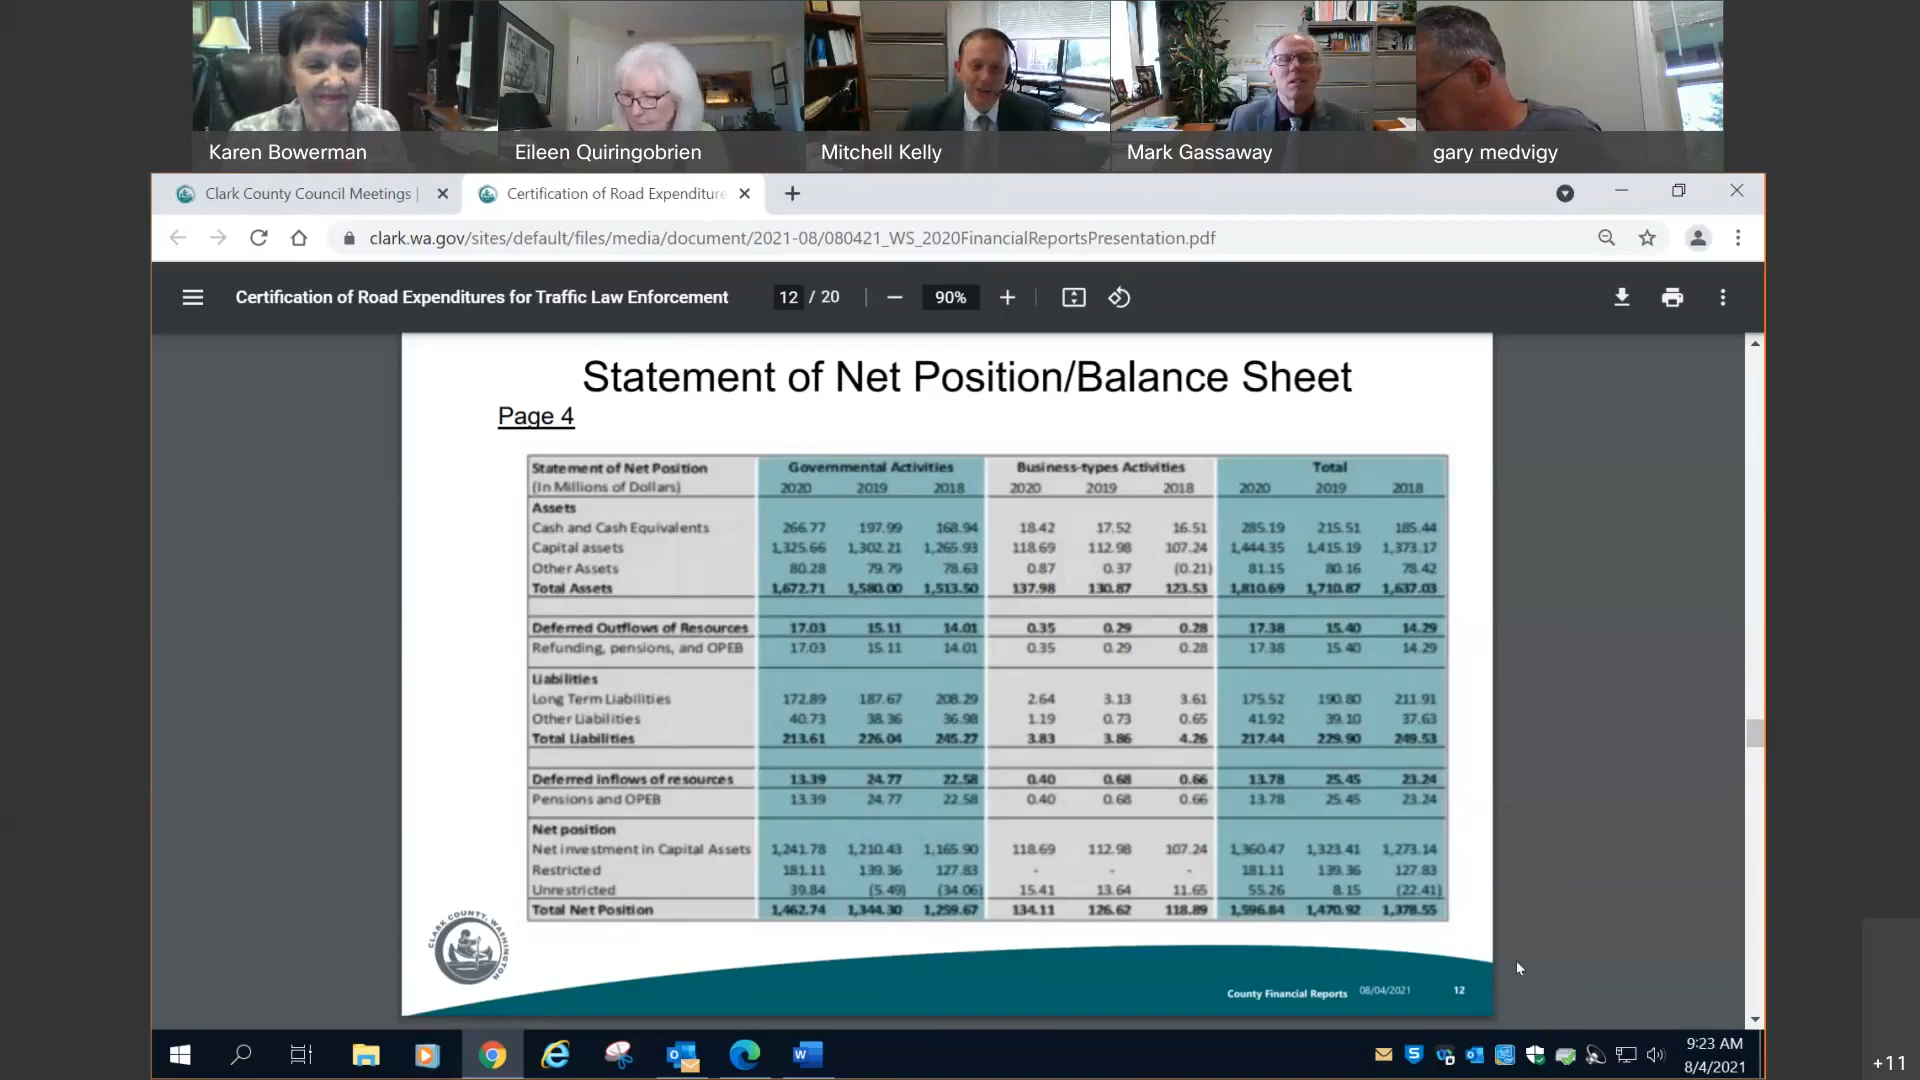 Karen Bowerman
Eileen Quiringobrien
Mitchell Kelly
Mark Gassaway
gary medvigy
Clark County Council Meetings |
Certification of Road Expenditure
clark.wa.gov/sites/default/files/media/document/2021-08/080421_WS_2020FinancialReportsPresentation.pdf
Certification of Road Expenditures for Traffic Law Enforcement 12 / 20 90%
Statement of Net Position/Balance Sheet
Page 4
Statement of Net Position Governmental Activities Business-types Activities Total
(In Millions of Dollars) 2020 2019 2018 2020 2019 2018 2020 2019 2018
Assets
Cash and Cash Equivalents 266.77 197.99 168.94 18.42 17.52 16.51 285.19 215.51 185.44
Capital assets 1,325.66 1,302.21 1,265.93 118.69 112.98 107.24 1,444.35 1,415.19 1,373.17
Other Assets 80.28 79.79 78.63 0.87 0.37 (0.21) 81.15 80.16 78.42
Total Assets 1,672.71 1,580.00 1,513.50 137.98 130.87 123.53 1,810.69 1,710.87 1,637.03
Deferred Outflows of Resources 17.03 15.11 14.01 0.35 0.29 0.28 17.38 15.40 14.29
Refunding, pensions, and OPEB 17.03 15.11 14.01 0.35 0.29 0.28 17.38 15.40 14.29
Liabilities
Long Term Liabilities 172.89 187.67 208.29 2.64 3.13 3.61 175.52 190.80 211.91
Other Liabilities 40.73 38.36 36.98 1.19 0.73 0.65 41.92 39.10 37.63
Total Liabilities 213.61 226.04 245.27 3.83 3.86 4.26 217.44 229.90 249.53
Deferred inflows of resources 13.39 24.77 22.58 0.40 0.68 0.66 13.78 25.45 23.24
Pensions and OPEB 13.39 24.77 22.58 0.40 0.68 0.66 13.78 25.45 23.24
Net position
Net investment in Capital Assets 1,241.78 1,210.43 1,165.90 118.69 112.98 107.24 1,360.47 1,323.41 1,273.14
Restricted 181.11 139.36 127.83 - - - 181.11 139.36 127.83
Unrestricted 39.84 (5.49) (34.06) 15.41 13.64 11.65 55.26 8.15 (22.41)
Total Net Position 1,462.74 1,344.30 1,259.67 134.11 126.62 118.89 1,596.84 1,470.92 1,378.55
CLARK COUNTY, WASHINGTON
County Financial Reports 08/04/2021 12
9:23 AM
8/4/2021
+11